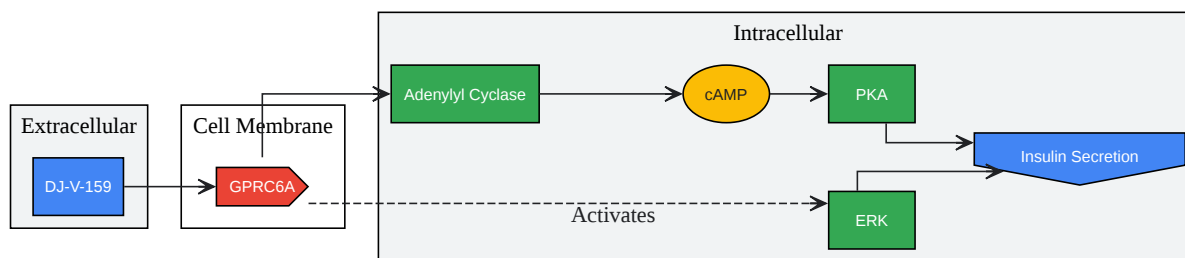 Intracellular
Adenylyl Cyclase
cAMP
PKA
Extracellular
Cell Membrane
Insulin Secretion
DJ-V-159
GPRC6A
Activates
ERK